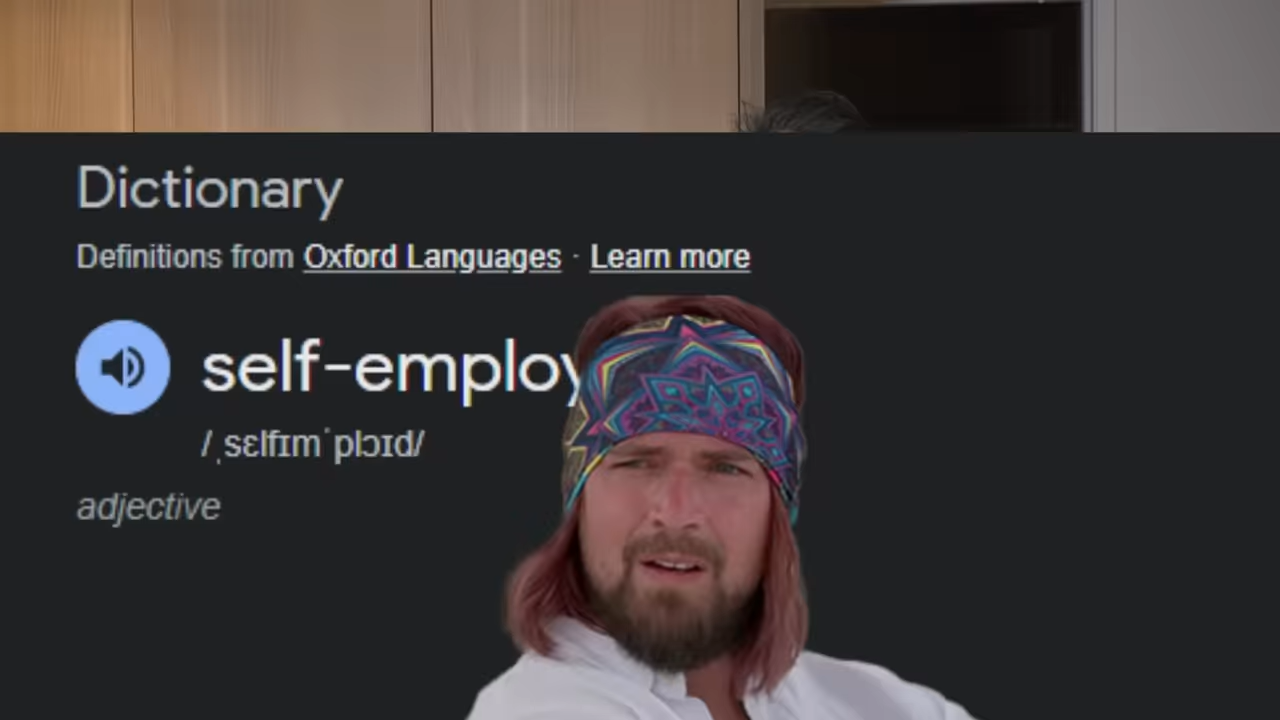 Dictionary
Definitions from Oxford Languages · Learn more
self-employ
/ˌsɛlfɪmˈplɔɪd/
adjective